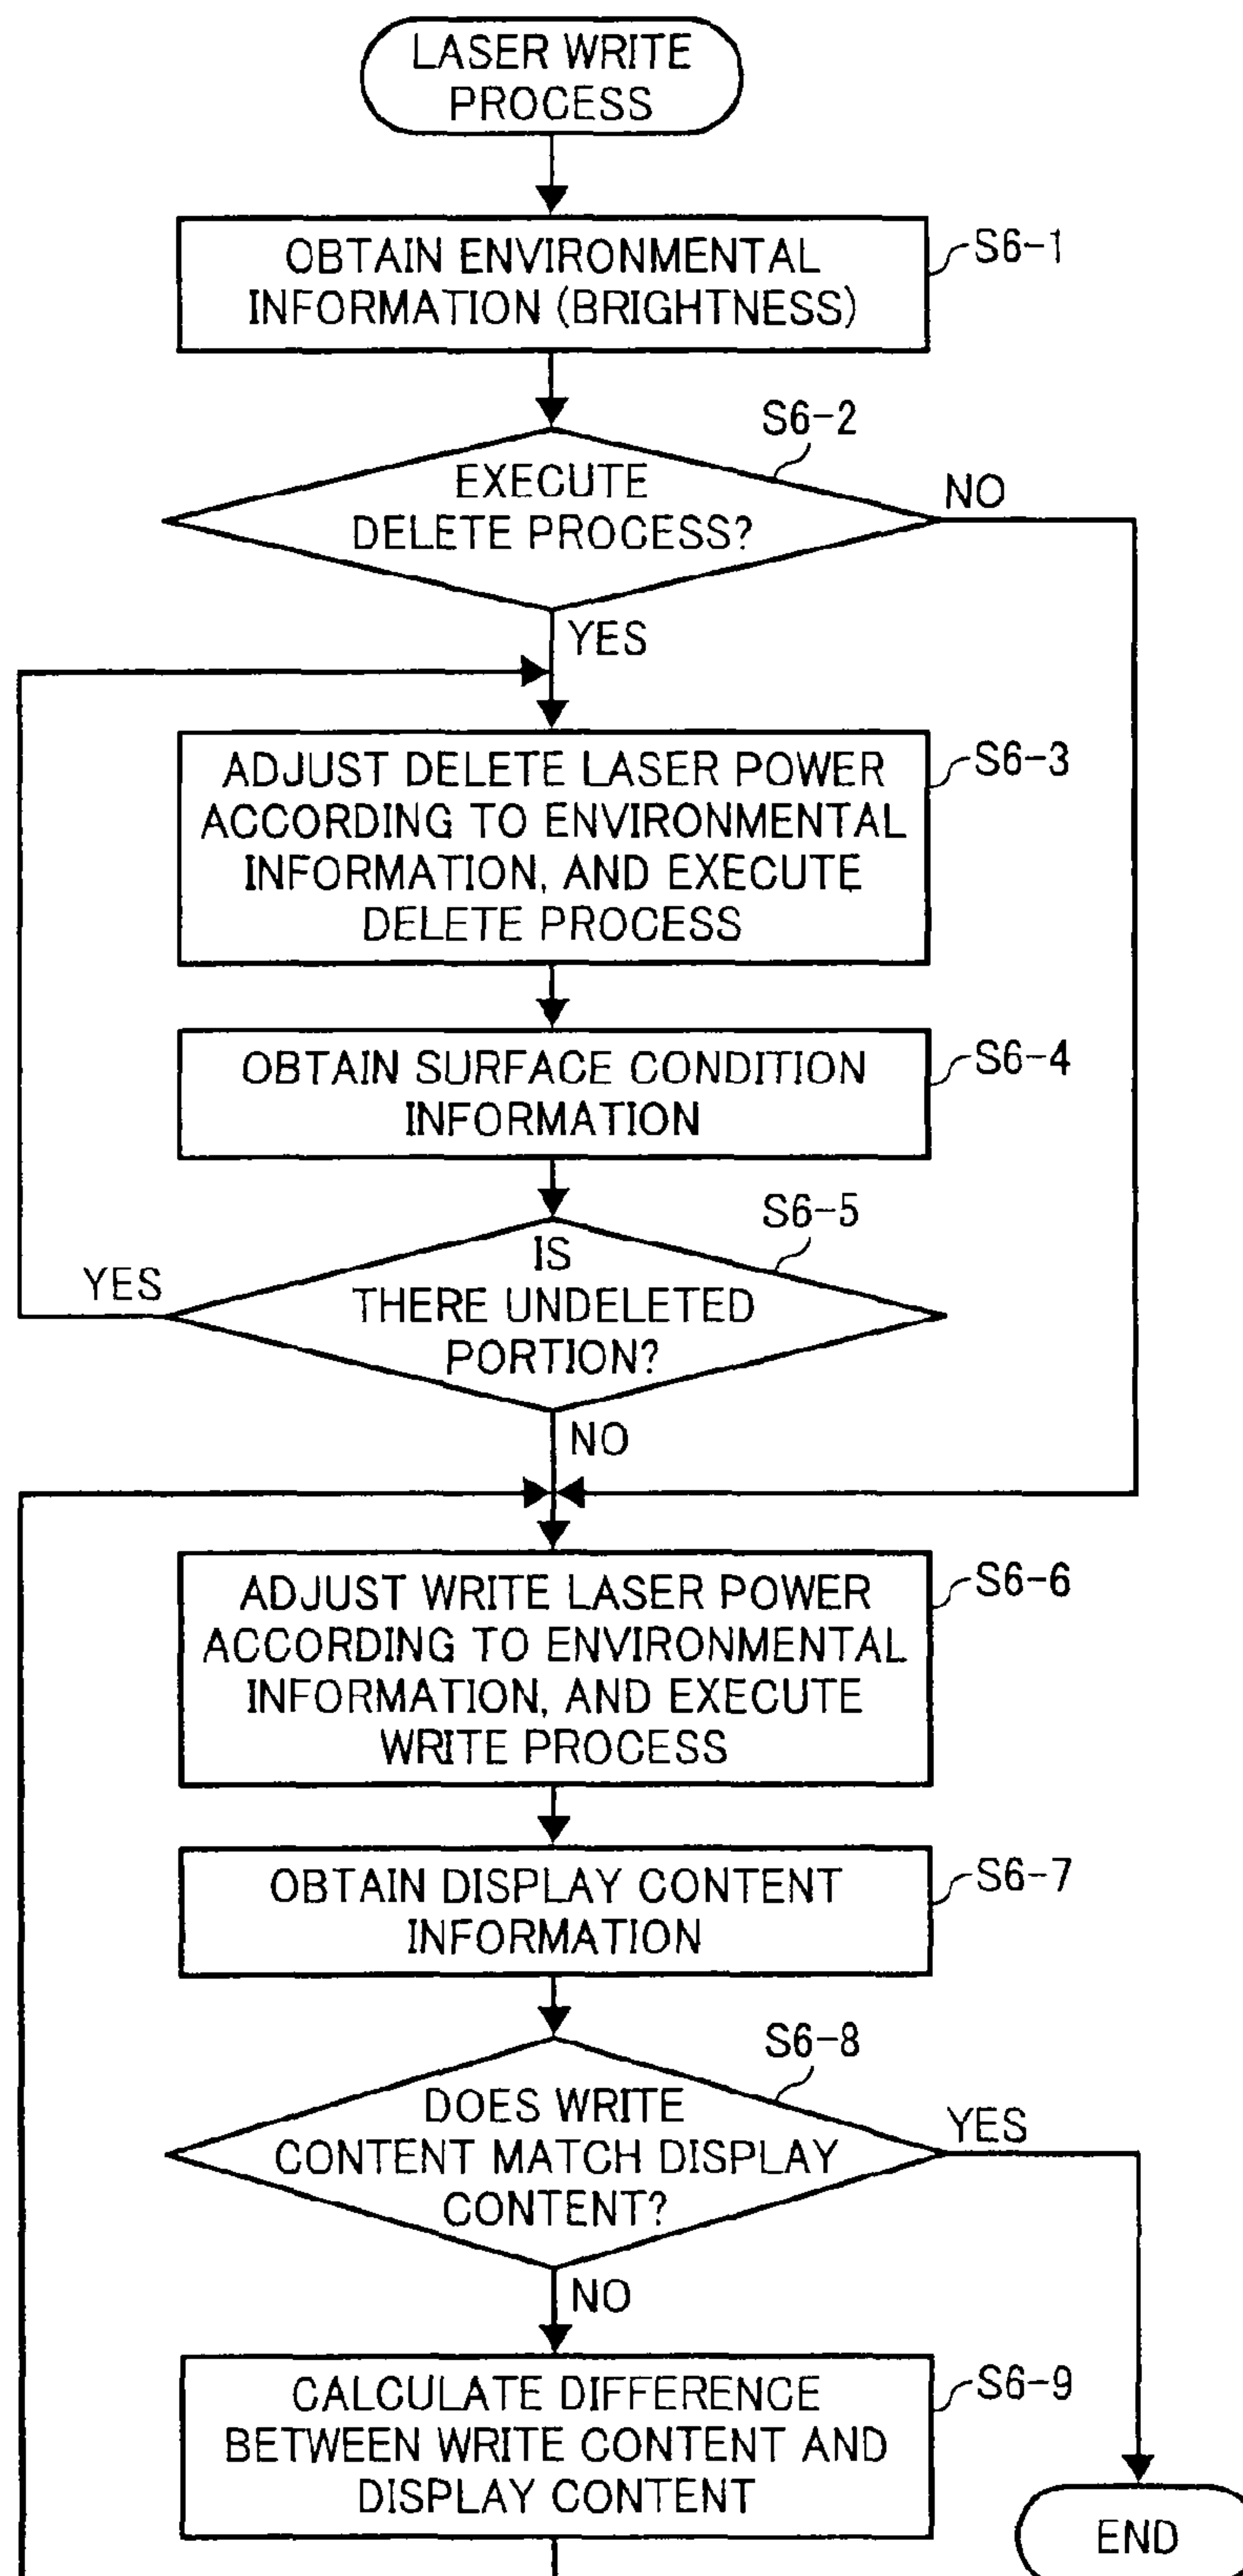 LASER WRITE
PROCESS
OBTAIN ENVIRONMENTAL
INFORMATION (BRIGHTNESS)
S6-1
S6-2
EXECUTE
DELETE PROCESS?
NO
YES
ADJUST DELETE LASER POWER
ACCORDING TO ENVIRONMENTAL
INFORMATION, AND EXECUTE
DELETE PROCESS
S6-3
OBTAIN SURFACE CONDITION
INFORMATION
S6-4
S6-5
IS
THERE UNDELETED
PORTION?
YES
NO
ADJUST WRITE LASER POWER
ACCORDING TO ENVIRONMENTAL
INFORMATION, AND EXECUTE
WRITE PROCESS
S6-6
OBTAIN DISPLAY CONTENT
INFORMATION
S6-7
S6-8
DOES WRITE
CONTENT MATCH DISPLAY
CONTENT?
YES
NO
CALCULATE DIFFERENCE
BETWEEN WRITE CONTENT AND
DISPLAY CONTENT
S6-9
END